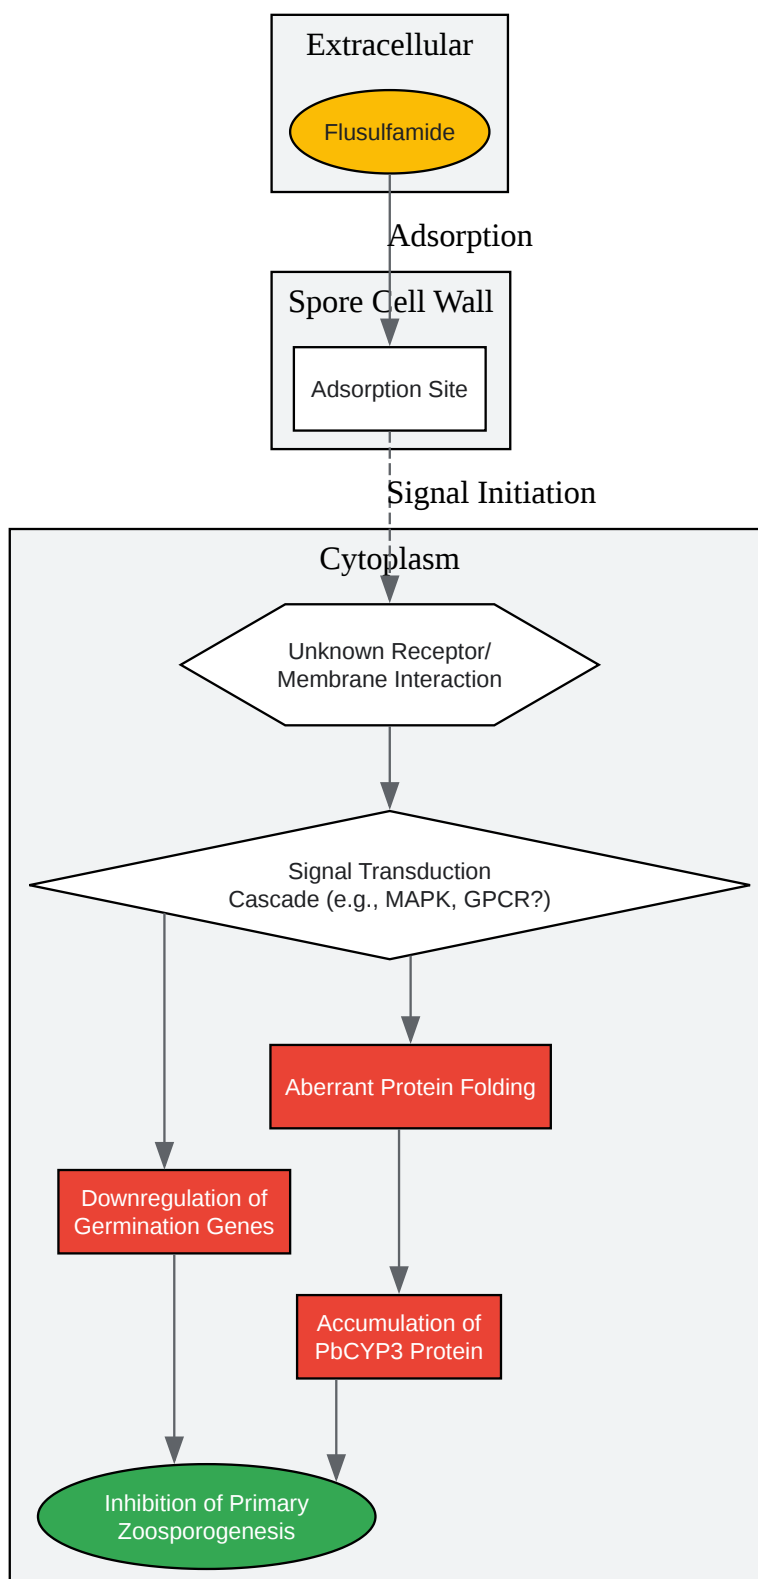 Extracellular
Flusulfamide
Adsorption
Spore Cell Wall
Adsorption Site
Signal Initiation
Cytoplasm
Unknown Receptor/
Membrane Interaction
Signal Transduction
Cascade (e.g., MAPK, GPCR?)
Aberrant Protein Folding
Downregulation of
Germination Genes
Accumulation of
PbCYP3 Protein
Inhibition of Primary
Zoosporogenesis